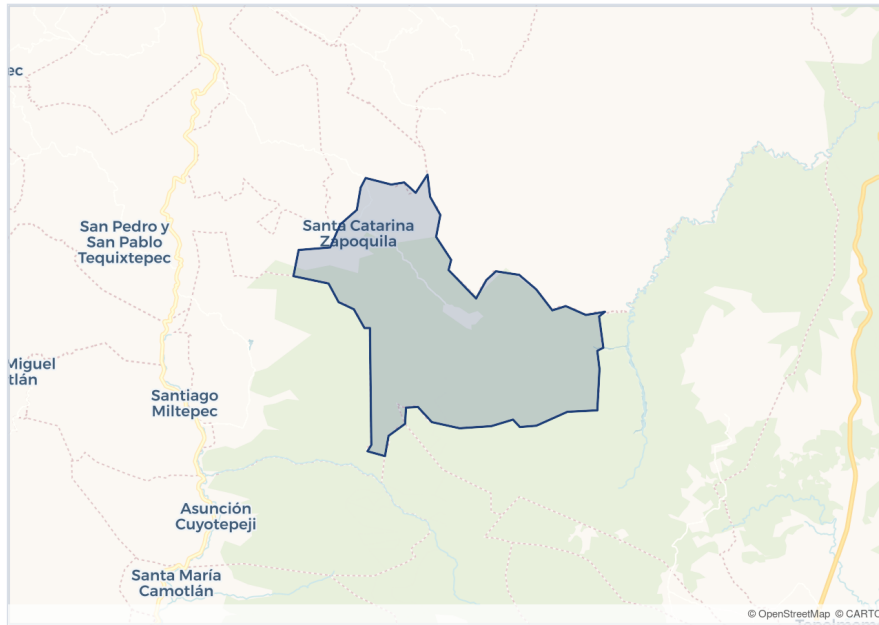 ec
San Pedro y
San Pablo
Tequixtepec
Santa Catarina
Zapoquila
Miguel
tlán
Santiago
Miltepec
Asunción
Cuyotepeji
Santa María
Camotlán
© OpenStreetMap © CARTO